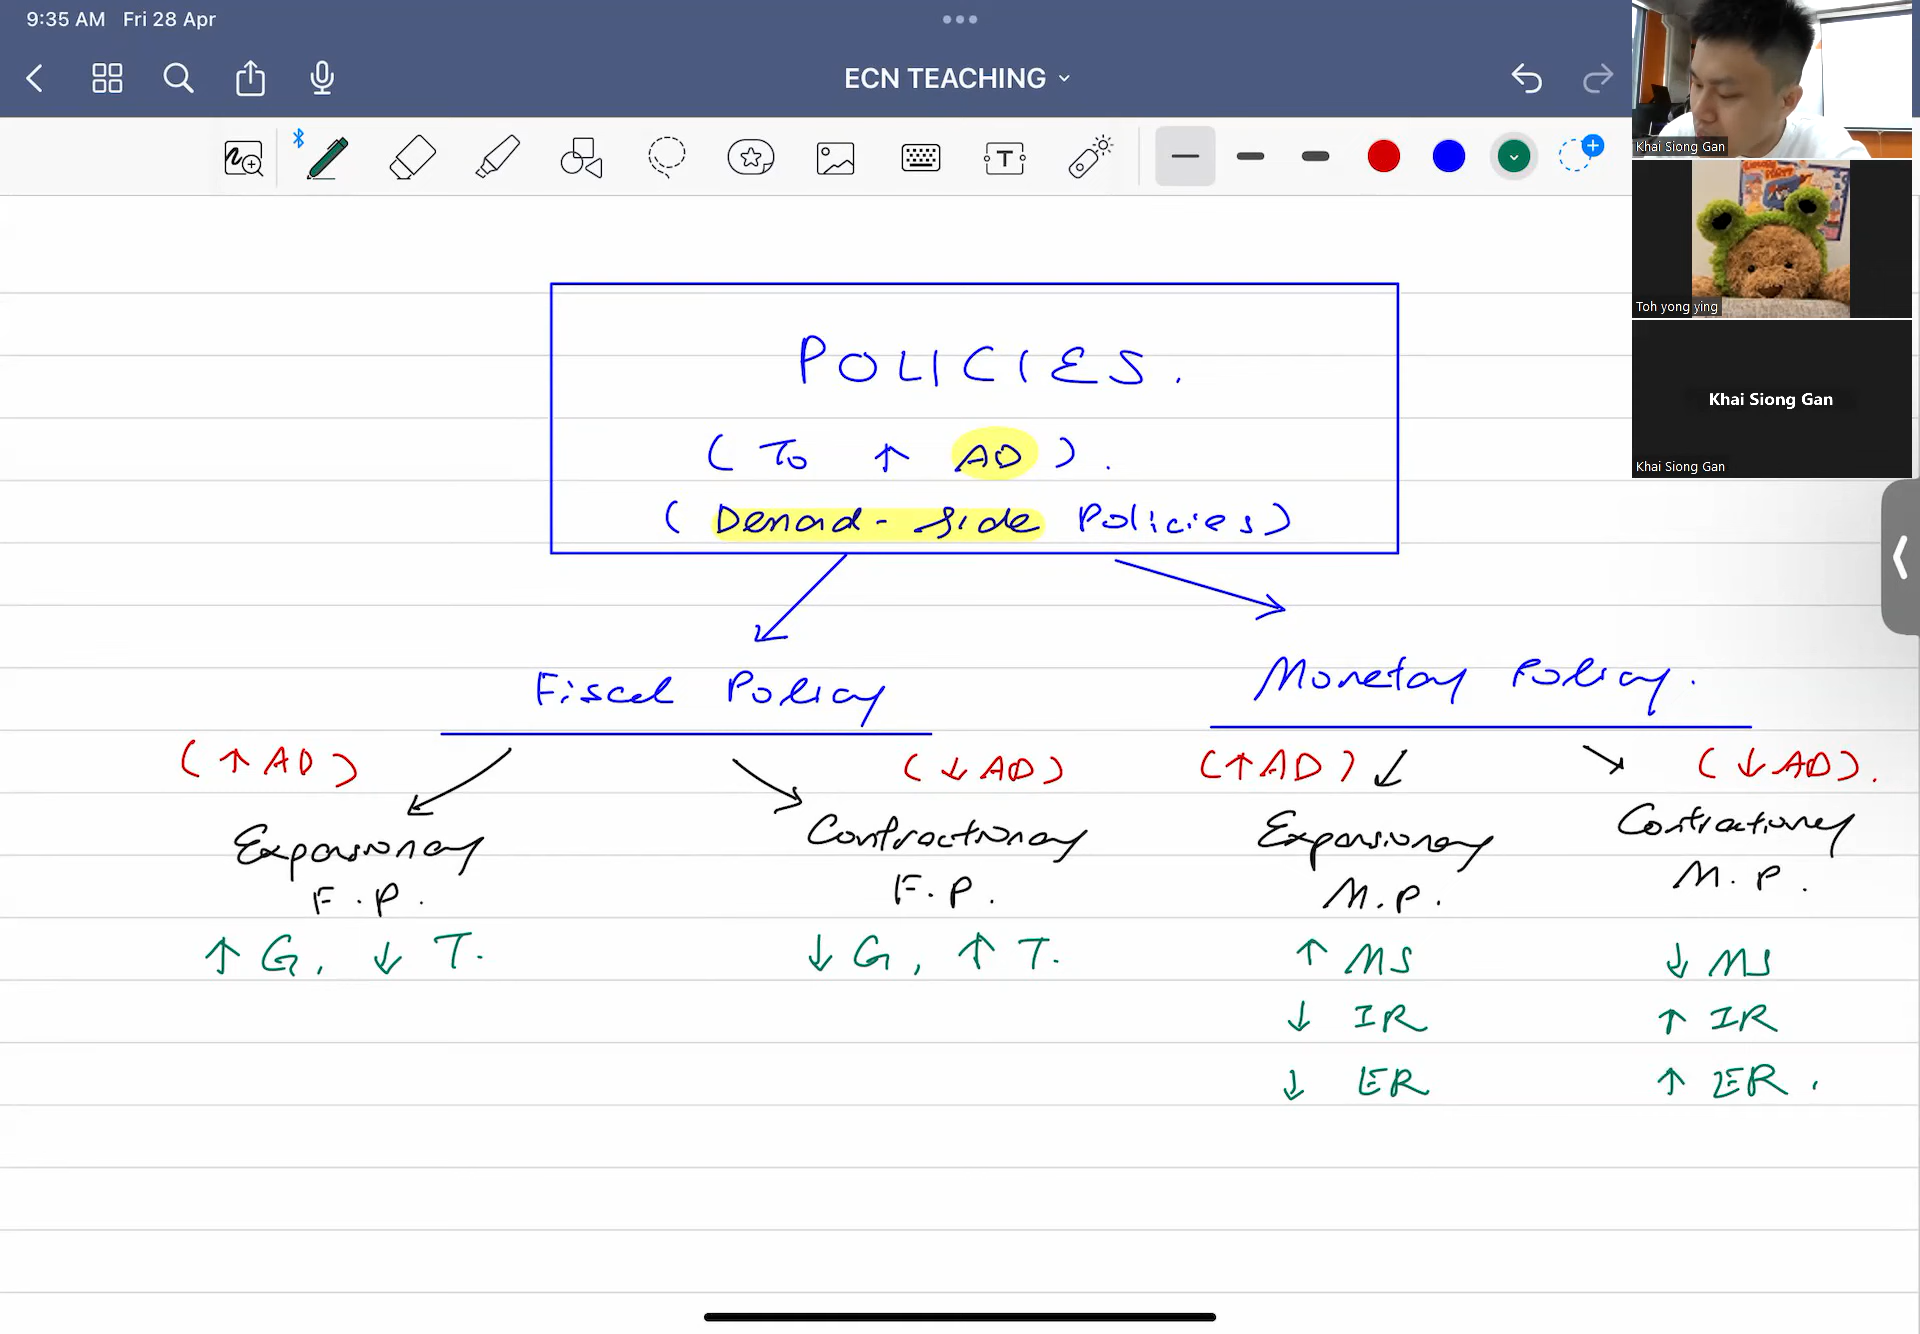 9:35 AM Fri 28 Apr
ECN TEACHING
T
Khai Siong Gan
Toh yong ying
Khai Siong Gan
Khai Siong Gan
POLICIES.
(To ↑ AD).
(Demand-Side Policies)
Fiscal Policy
Monetary Policy.
(↑AD) (↓AD) (↑AD) (↓AD).
Expansionary Contractionary Expansionary Contractionary
F.P. F.P. M.P. M.P.
↑ G, ↓ T. ↓ G, ↑ T. ↑ MS ↓ MS
↓ IR ↑ IR
↓ ER ↑ ER.